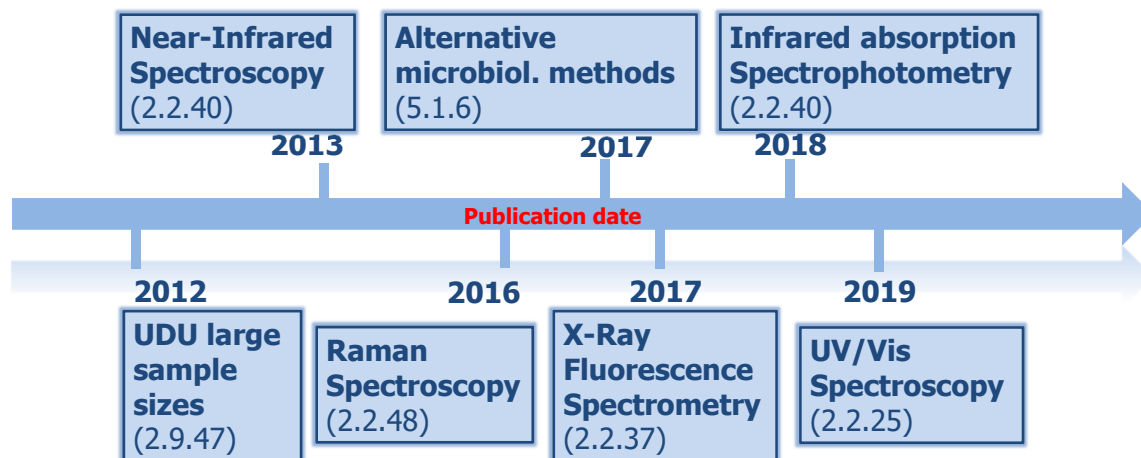 Near-Infrared
Spectroscopy
(2.2.40)
Alternative
microbiol. methods
(5.1.6)
Infrared absorption
Spectrophotometry
(2.2.40)
2013
2017
2018
Publication date
2012
2016
2017
2019
UDU large
sample
sizes
(2.9.47)
Raman
Spectroscopy
(2.2.48)
X-Ray
Fluorescence
Spectrometry
(2.2.37)
UV/Vis
Spectroscopy
(2.2.25)